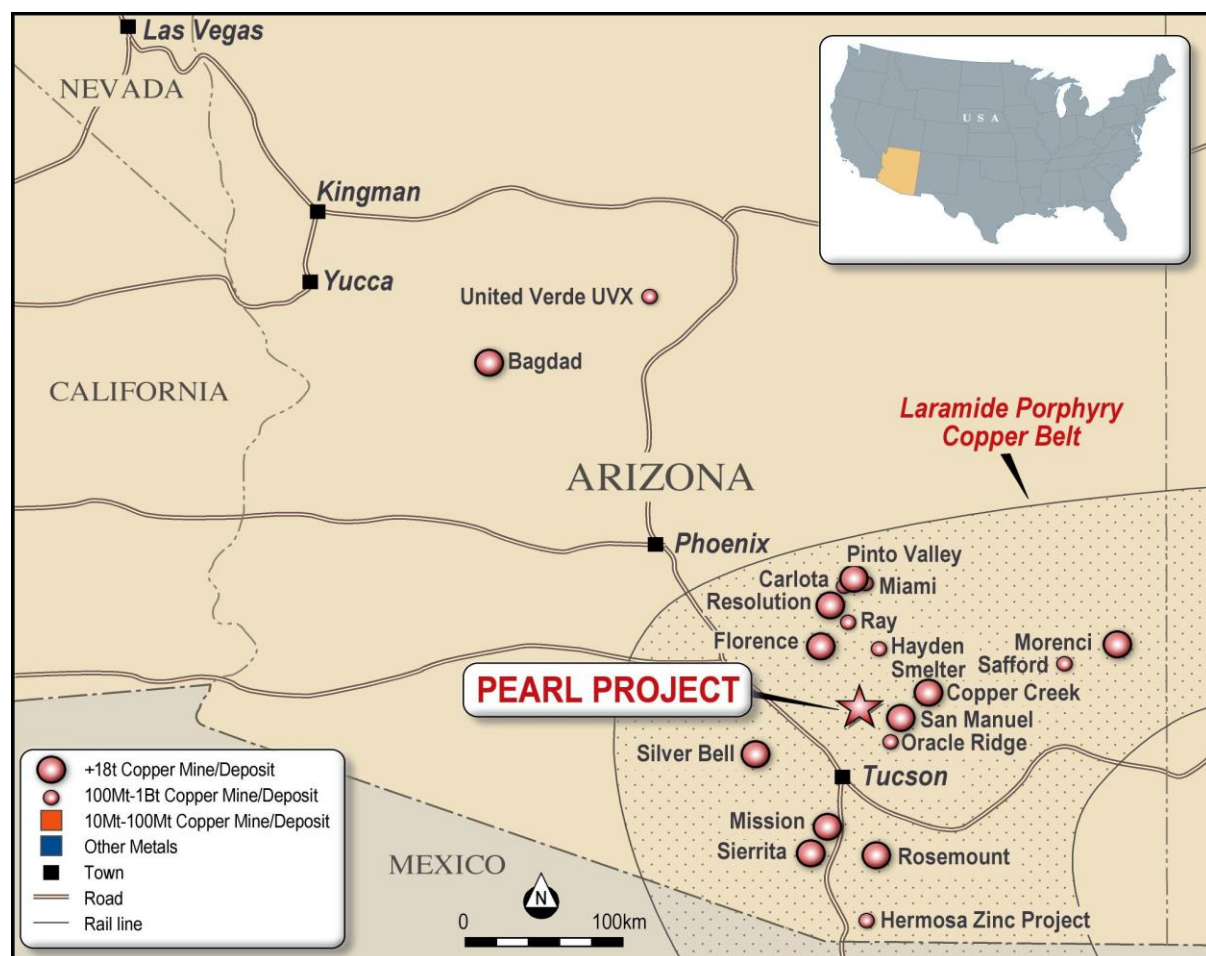 Las Vegas
NEVADA
USA
Kingman
Yucca
United Verde UVX
Bagdad
CALIFORNIA
Laramide Porphyry
Copper Belt
ARIZONA
Phoenix
Pinto Valley
Carlota
Miami
Resolution
Ray
Florence
Hayden
Smelter
Morenci
Safford
PEARL PROJECT
Copper Creek
San Manuel
Oracle Ridge
Silver Bell
Tucson
Mission
Sierrita
Rosemount
MEXICO
Hermosa Zinc Project
+18t Copper Mine/Deposit
100Mt-1Bt Copper Mine/Deposit
10Mt-100Mt Copper Mine/Deposit
Other Metals
Town
Road
Rail line
N
0 100km